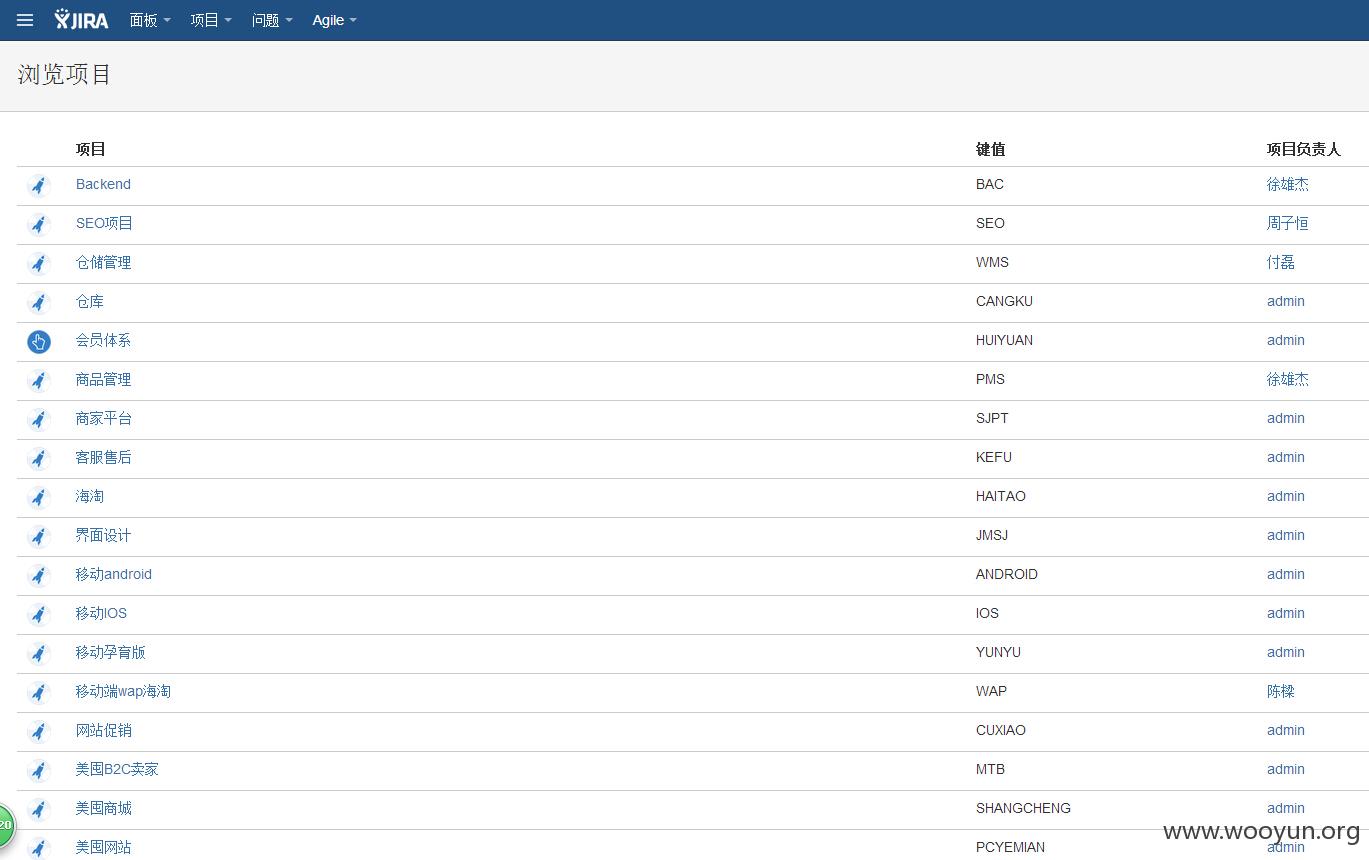 JIRA 面板 项目 问题 Agile
浏览项目
项目 键值 项目负责人
Backend BAC 徐雄杰
SEO项目 SEO 周子恒
仓储管理 WMS 付磊
仓库 CANGKU admin
会员体系 HUIYUAN admin
商品管理 PMS 徐雄杰
商家平台 SJPT admin
客服售后 KEFU admin
海淘 HAITAO admin
界面设计 JMSJ admin
移动android ANDROID admin
移动IOS IOS admin
移动孕育版 YUNYU admin
移动端wap海淘 WAP 陈樑
网站促销 CUXIAO admin
美囤B2C卖家 MTB admin
美囤商城 SHANGCHENG admin
20
www.wooyun.org
美囤网站 PCYEMIAN admin